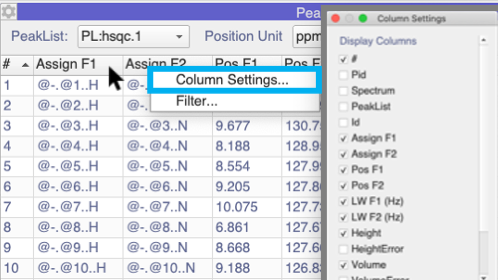 Pea
PeakList: PL:hsqc.1 Position Unit ppm
# Assign F1 Assign F2 Pos F1 Pos F
Column Settings...
Filter...
1 @-.@1..H @-
2 @-.@2..H @-
3 @-.@3..H @-.@3..N 9.677 130.7
4 @-.@4..H @-.@4..N 8.188 128.9
5 @-.@5..H @-.@5..N 8.554 127.9
6 @-.@6..H @-.@6..N 9.205 127.8
7 @-.@7..H @-.@7..N 10.075 127.7
8 @-.@8..H @-.@8..N 6.861 127.6
9 @-.@9..H @-.@9..N 8.668 127.
10 @-.@10..H @-.@10..N 9.188 126.8
Column Settings
Display Columns
#
Pid
Spectrum
PeakList
Id
Assign F1
Assign F2
Pos F1
Pos F2
LW F1 (Hz)
LW F2 (Hz)
Height
HeightError
Volume
VolumeError